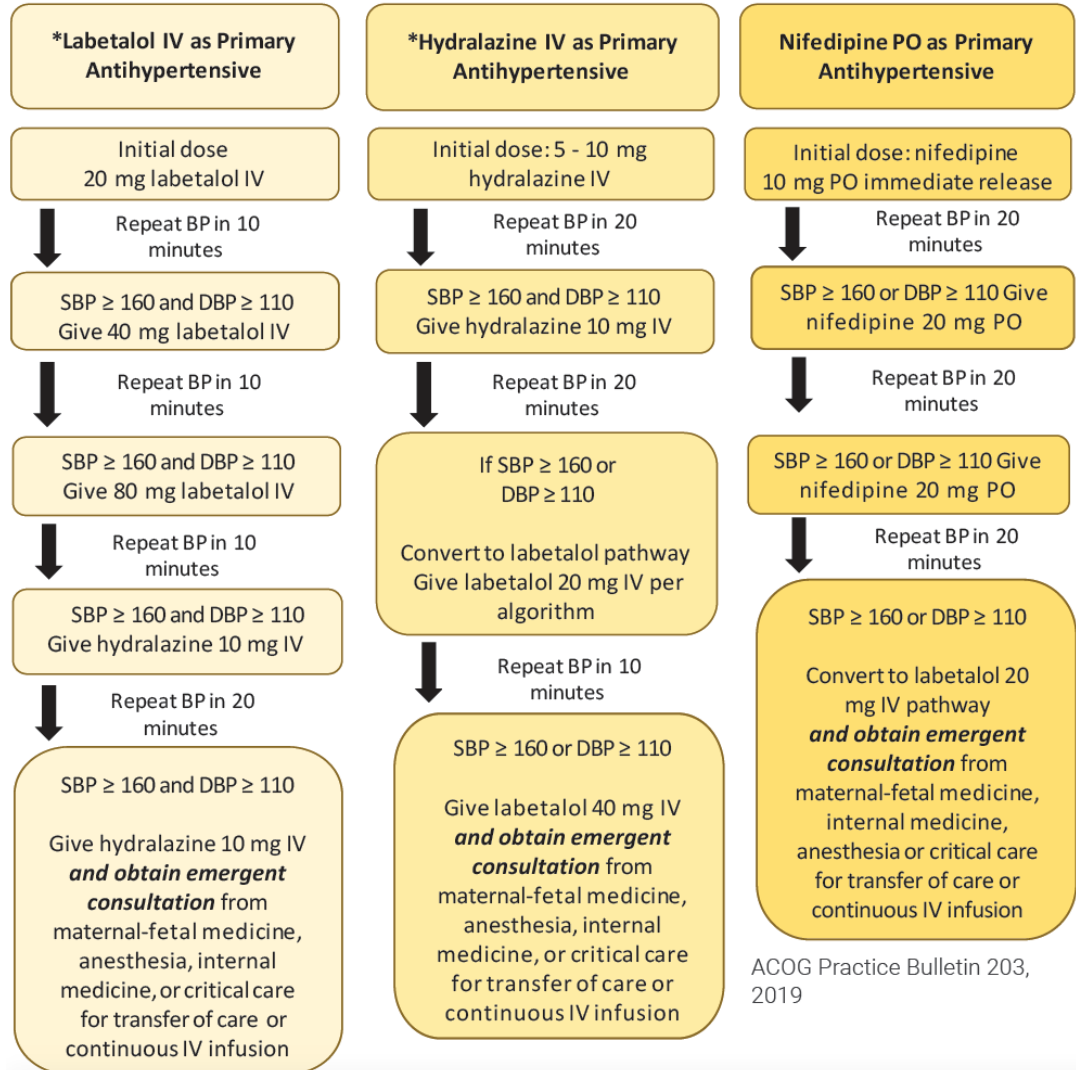 *Labetalol IV as Primary
Antihypertensive
Initial dose
20 mg labetalol IV
Repeat BP in 10
minutes
SBP ≥ 160 and DBP ≥ 110
Give 40 mg labetalol IV
Repeat BP in 10
minutes
SBP ≥ 160 and DBP ≥ 110
Give 80 mg labetalol IV
Repeat BP in 10
minutes
SBP ≥ 160 and DBP ≥ 110
Give hydralazine 10 mg IV
Repeat BP in 20
minutes
SBP ≥ 160 and DBP ≥ 110
Give hydralazine 10 mg IV
and obtain emergent
consultation from
maternal-fetal medicine,
anesthesia, internal
medicine, or critical care
for transfer of care or
continuous IV infusion
*Hydralazine IV as Primary
Antihypertensive
Initial dose: 5 - 10 mg
hydralazine IV
Repeat BP in 20
minutes
SBP ≥ 160 and DBP ≥ 110
Give hydralazine 10 mg IV
Repeat BP in 20
minutes
If SBP ≥ 160 or
DBP ≥ 110
Convert to labetalol pathway
Give labetalol 20 mg IV per
algorithm
Repeat BP in 10
minutes
SBP ≥ 160 or DBP ≥ 110
Give labetalol 40 mg IV
and obtain emergent
consultation from
maternal-fetal medicine,
anesthesia, internal
medicine, or critical care
for transfer of care or
continuous IV infusion
Nifedipine PO as Primary
Antihypertensive
Initial dose: nifedipine
10 mg PO immediate release
Repeat BP in 20
minutes
SBP ≥ 160 or DBP ≥ 110 Give
nifedipine 20 mg PO
Repeat BP in 20
minutes
SBP ≥ 160 or DBP ≥ 110 Give
nifedipine 20 mg PO
Repeat BP in 20
minutes
SBP ≥ 160 or DBP ≥ 110
Convert to labetalol 20
mg IV pathway
and obtain emergent
consultation from
maternal-fetal medicine,
internal medicine,
anesthesia or critical care
for transfer of care or
continuous IV infusion
ACOG Practice Bulletin 203,
2019